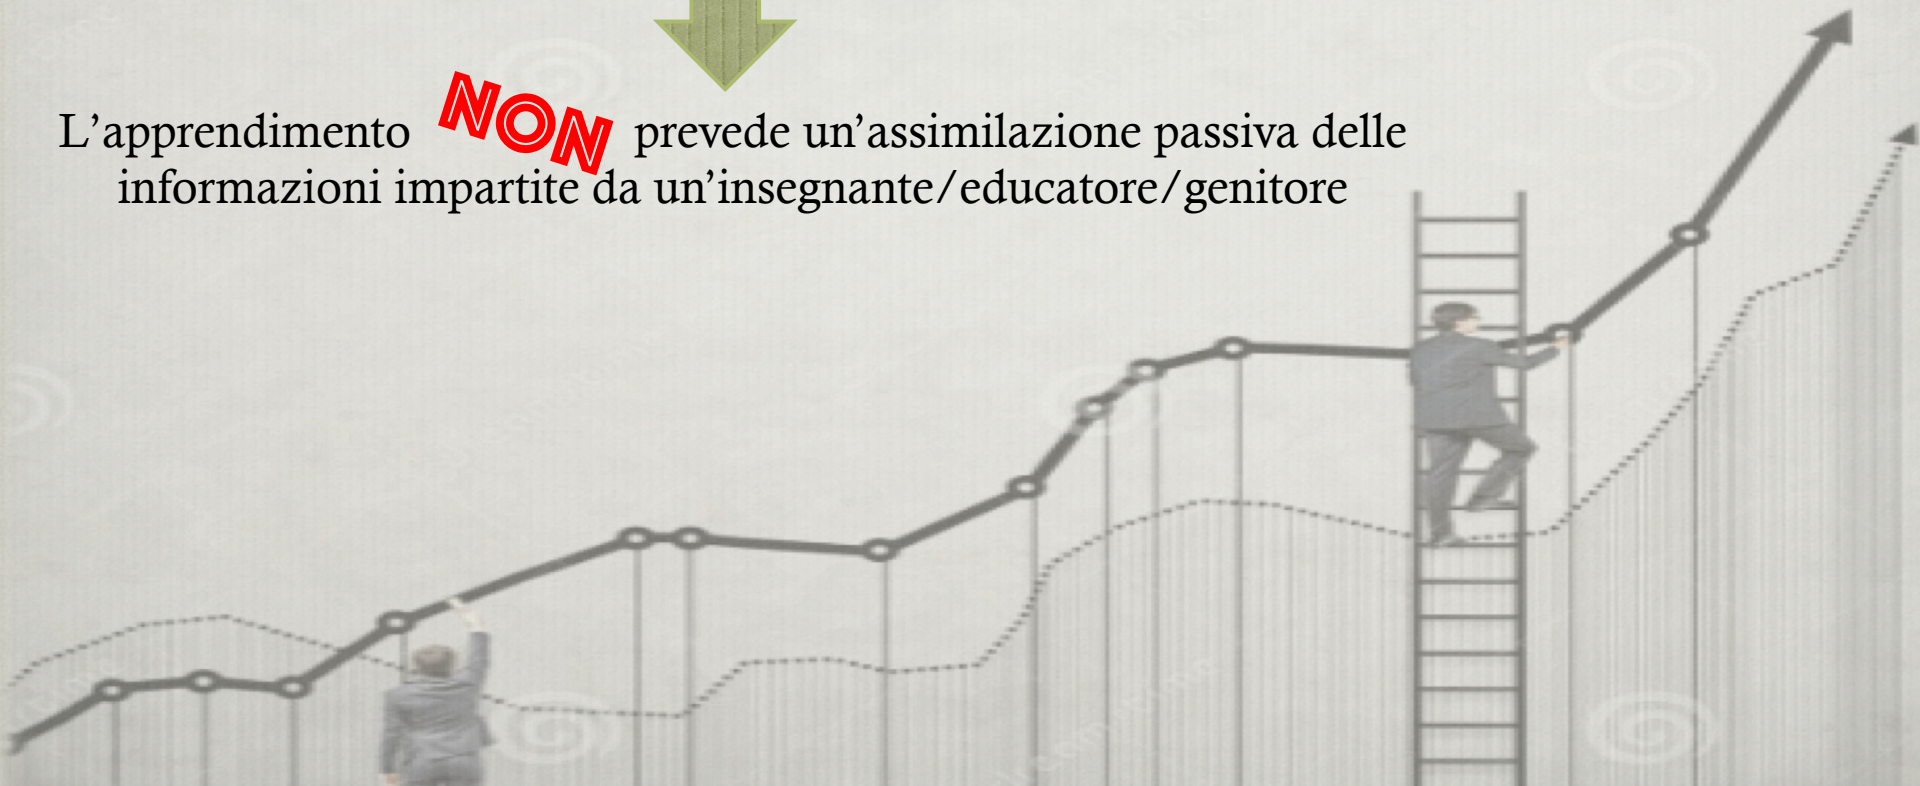 L’apprendimento NON prevede un’assimilazione passiva delle
informazioni impartite da un’insegnante/educatore/genitore